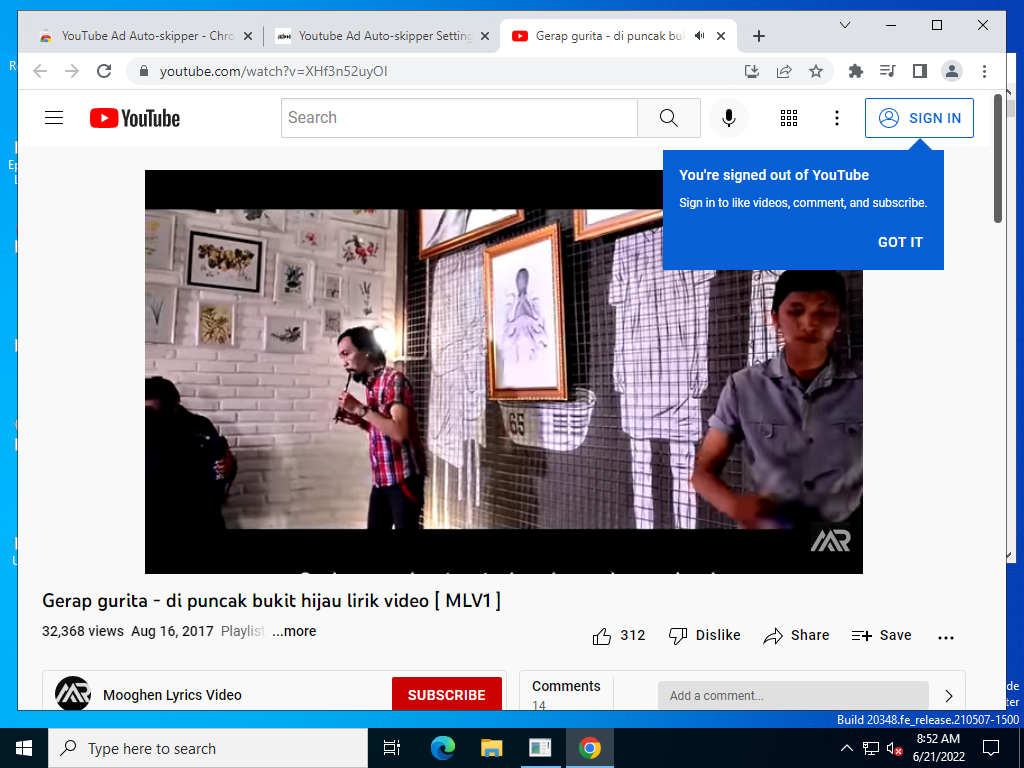 YouTube Ad Auto-skipper - Chro
Youtube Ad Auto-skipper Setting
Gerap gurita - di puncak buki
youtube.com/watch?v=XHf3n52uyOI
YouTube
Search
SIGN IN
You're signed out of YouTube
Sign in to like videos, comment, and subscribe.
GOT IT
65
MR
Gerap gurita - di puncak bukit hijau lirik video [ MLV1 ]
32,368 views Aug 16, 2017 Playlist ...more
312
Dislike
Share
Save
Mooghen Lyrics Video
SUBSCRIBE
Comments
14
Add a comment...
Build 20348.fe_release.210507-1500
Type here to search
8:52 AM
6/21/2022